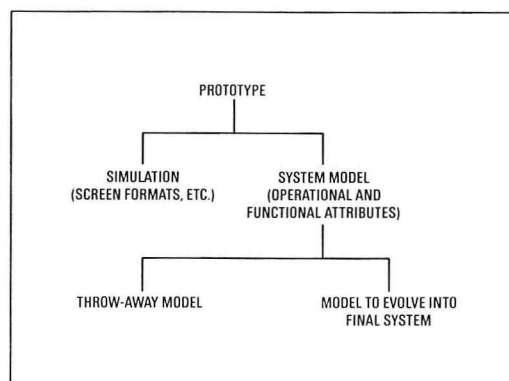 PROTOTYPE
SIMULATION
(SCREEN FORMATS, ETC.)
SYSTEM MODEL
(OPERATIONAL AND
FUNCTIONAL ATTRIBUTES)
THROW-AWAY MODEL
MODEL TO EVOLVE INTO
FINAL SYSTEM